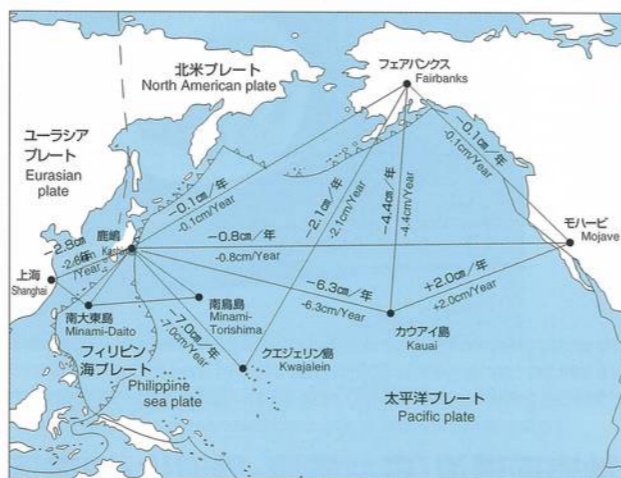 北米プレート
North American plate
フェアバンクス
Fairbanks
ユーラシア
プレート
Eurasian
plate
-0.1㎝/年
-0.1cm/Year
-2.1㎝/年
-2.1cm/Year
-4.4㎝/年
-4.4cm/Year
-0.1㎝/年
-0.1cm/Year
モハービ
Mojave
-2.8㎝/年
/Year
鹿嶋
-0.8㎝/年
-0.8cm/Year
上海
Shanghai
-6.3㎝/年
-6.3cm/Year
+2.0㎝/年
+2.0cm/Year
南大東島
Minami-Daito
南鳥島
Minami-
Torishima
-7.0㎝/年
-7.0cm/Year
カウアイ島
Kauai
クエジェリン島
Kwajalein
フィリピン
海プレート
Philippine
sea plate
太平洋プレート
Pacific plate